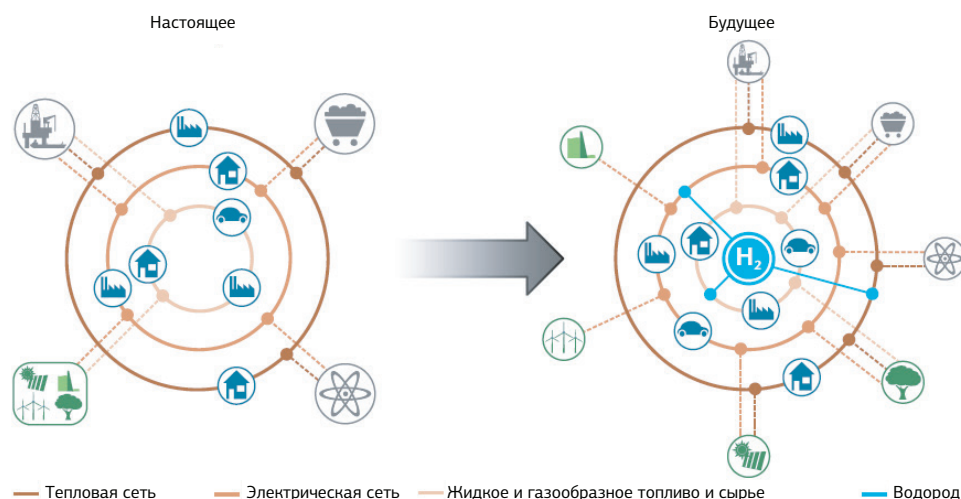 Настоящее
Будущее
H₂
Тепловая сеть
Электрическая сеть
Жидкое и газообразное топливо и сырье
Водород